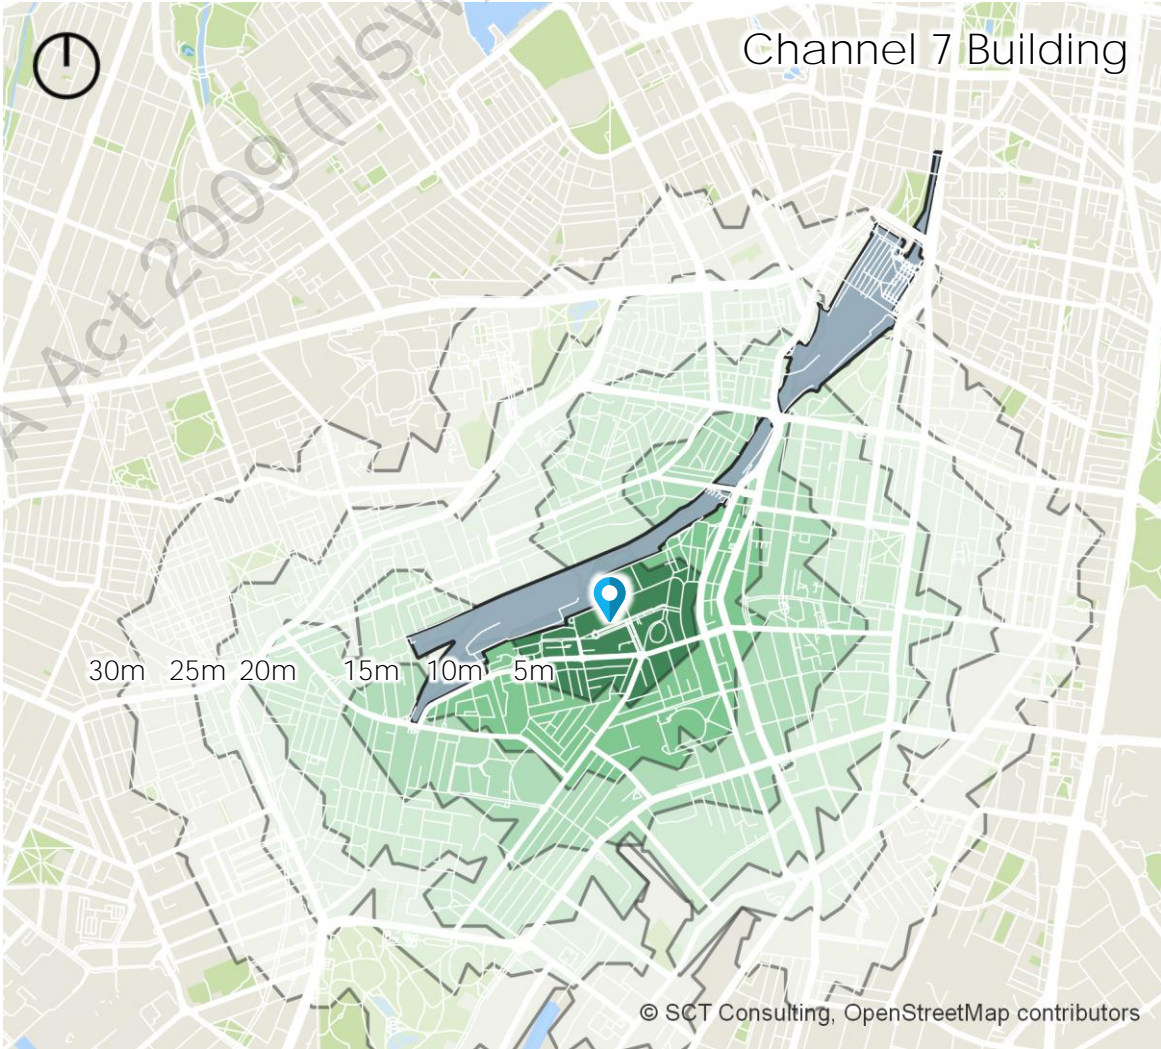 Channel 7 Building
A Act 2009 (NSW
30m 25m 20m 15m 10m 5m
© SCT Consulting, OpenStreetMap contributors